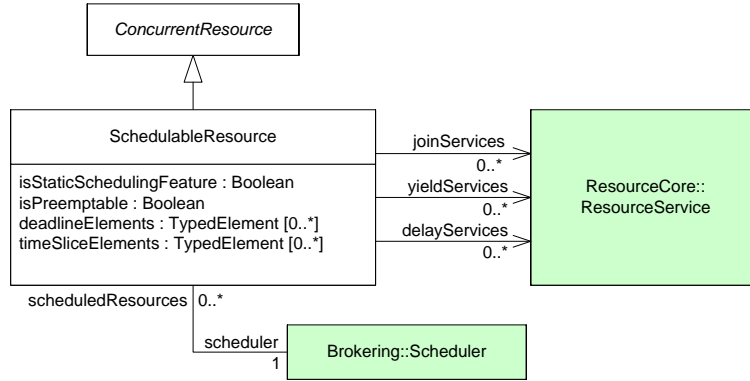 ConcurrentResource
SchedulableResource
isStaticSchedulingFeature : Boolean
isPreemptable : Boolean
deadlineElements : TypedElement [0..*]
timeSliceElements : TypedElement [0..*]
joinServices
0..*
yieldServices
0..*
delayServices
0..*
ResourceCore::
ResourceService
scheduledResources
0..*
scheduler
1
Brokering::Scheduler